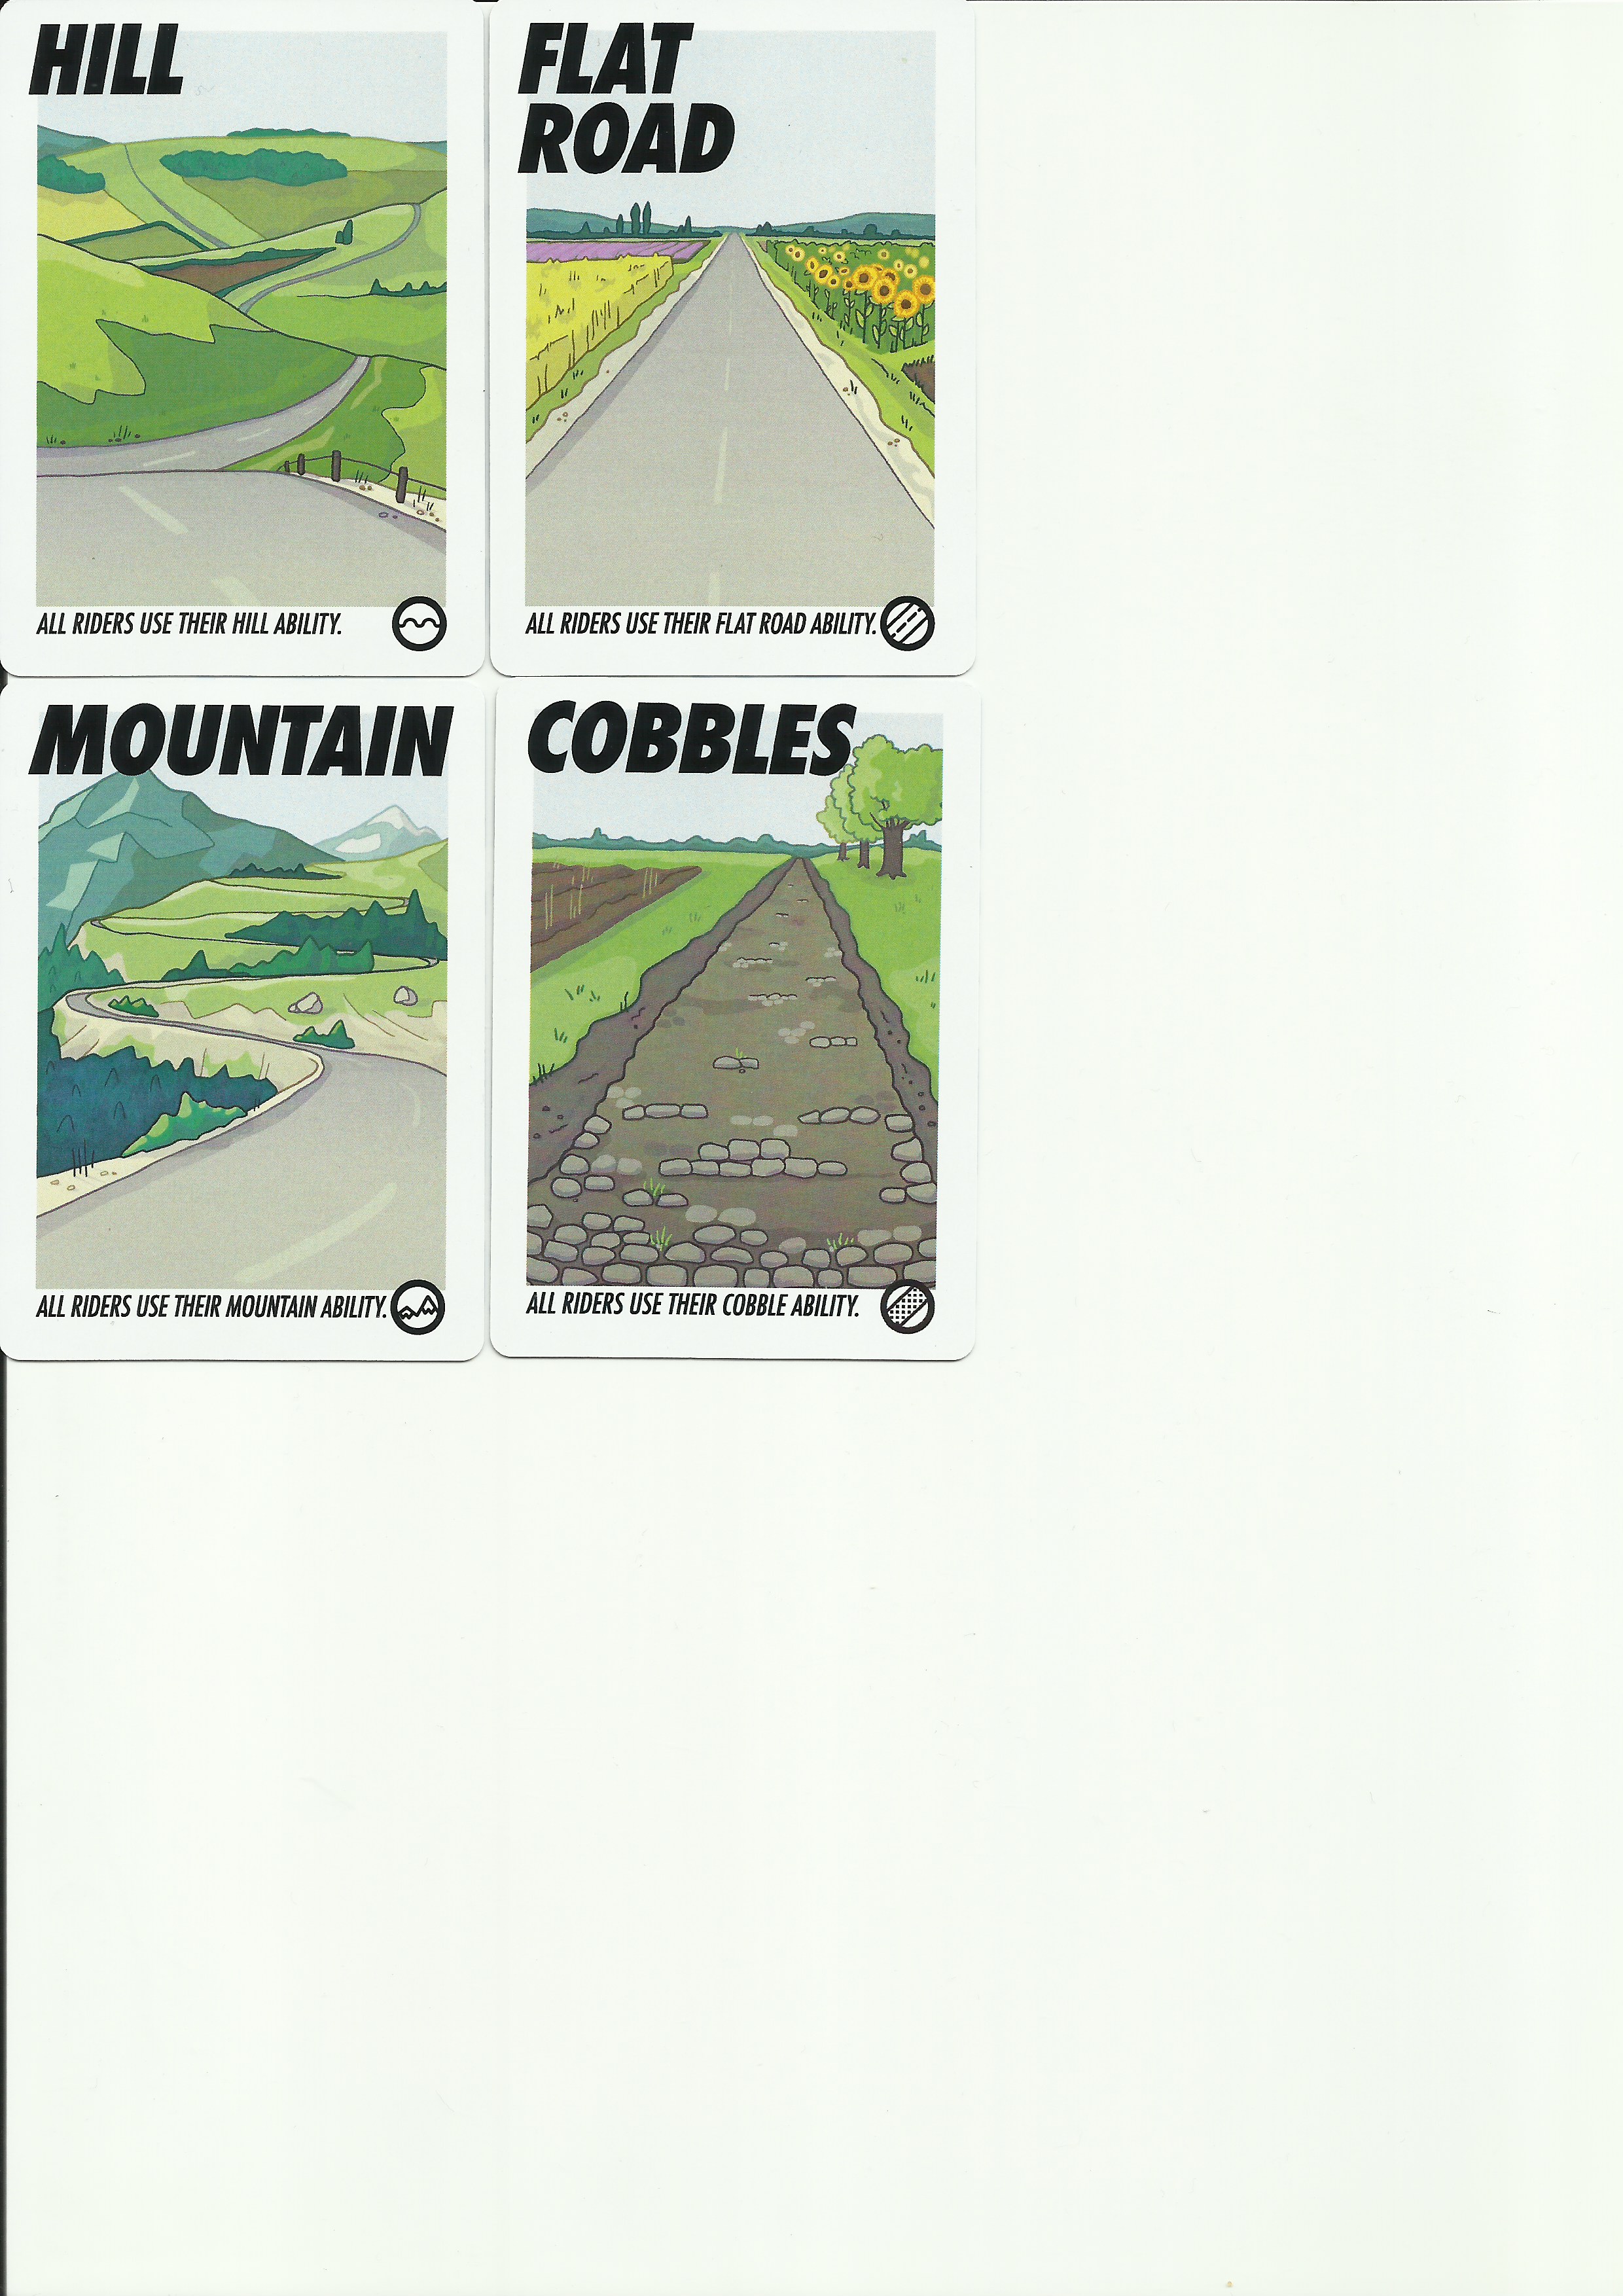 HILL
ALL RIDERS USE THEIR HILL ABILITY.
FLAT
ROAD
ALL RIDERS USE THEIR FLAT ROAD ABILITY.
MOUNTAIN
ALL RIDERS USE THEIR MOUNTAIN ABILITY.
COBBLES
ALL RIDERS USE THEIR COBBLE ABILITY.